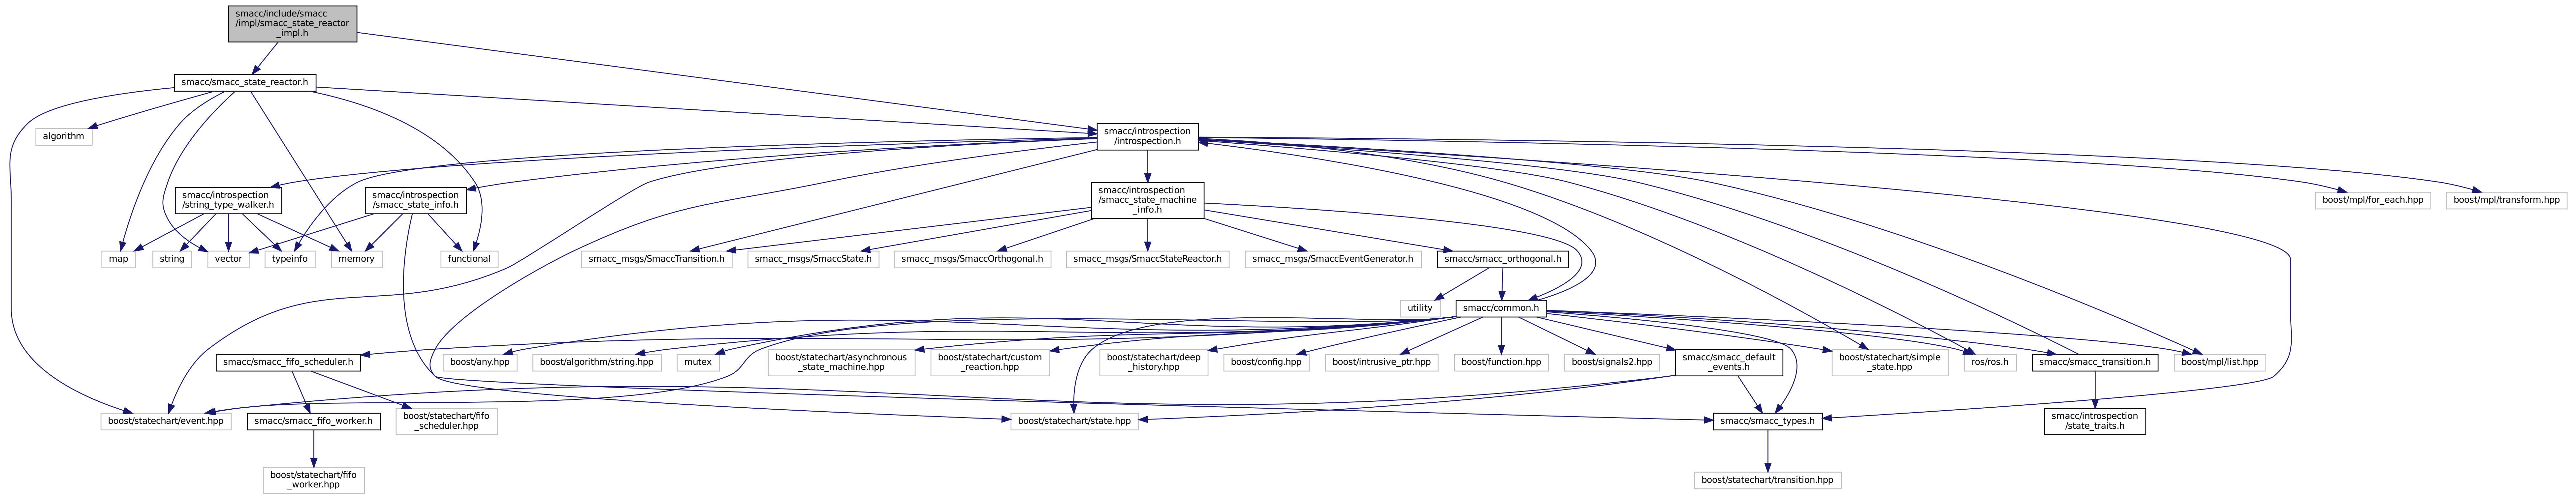 smacc/include/smacc
/impl/smacc_state_reactor
_impl.h
smacc/smacc_state_reactor.h
algorithm
smacc/introspection
/introspection.h
smacc/introspection
/string_type_walker.h
smacc/introspection
/smacc_state_info.h
smacc/introspection
/smacc_state_machine
_info.h
boost/mpl/for_each.hpp
boost/mpl/transform.hpp
map
string
vector
typeinfo
memory
functional
smacc_msgs/SmaccTransition.h
smacc_msgs/SmaccState.h
smacc_msgs/SmaccOrthogonal.h
smacc_msgs/SmaccStateReactor.h
smacc_msgs/SmaccEventGenerator.h
smacc/smacc_orthogonal.h
utility
smacc/common.h
smacc/smacc_fifo_scheduler.h
boost/any.hpp
boost/algorithm/string.hpp
mutex
boost/statechart/asynchronous
_state_machine.hpp
boost/statechart/custom
_reaction.hpp
boost/statechart/deep
_history.hpp
boost/config.hpp
boost/intrusive_ptr.hpp
boost/function.hpp
boost/signals2.hpp
smacc/smacc_default
_events.h
boost/statechart/simple
_state.hpp
ros/ros.h
smacc/smacc_transition.h
boost/mpl/list.hpp
boost/statechart/event.hpp
smacc/smacc_fifo_worker.h
boost/statechart/fifo
_scheduler.hpp
boost/statechart/state.hpp
smacc/smacc_types.h
smacc/introspection
/state_traits.h
boost/statechart/fifo
_worker.hpp
boost/statechart/transition.hpp